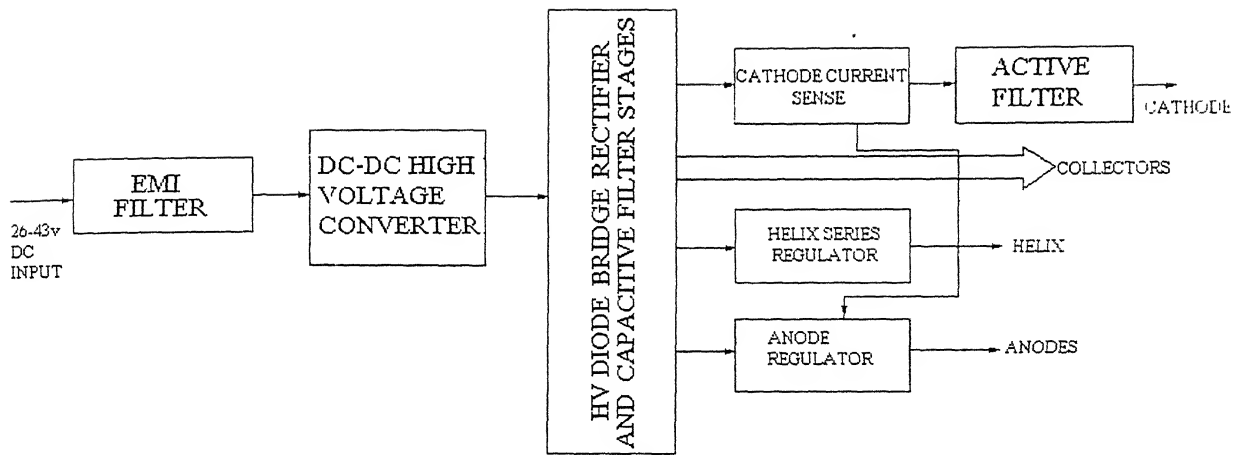 26-43v
DC
INPUT
EMI
FILTER
DC-DC HIGH
VOLTAGE
CONVERTER
HV DIODE BRIDGE RECTIFIER
AND CAPACITIVE FILTER STAGES
CATHODE CURRENT
SENSE
ACTIVE
FILTER
CATHODE
COLLECTORS
HELIX SERIES
REGULATOR
HELIX
ANODE
REGULATOR
ANODES